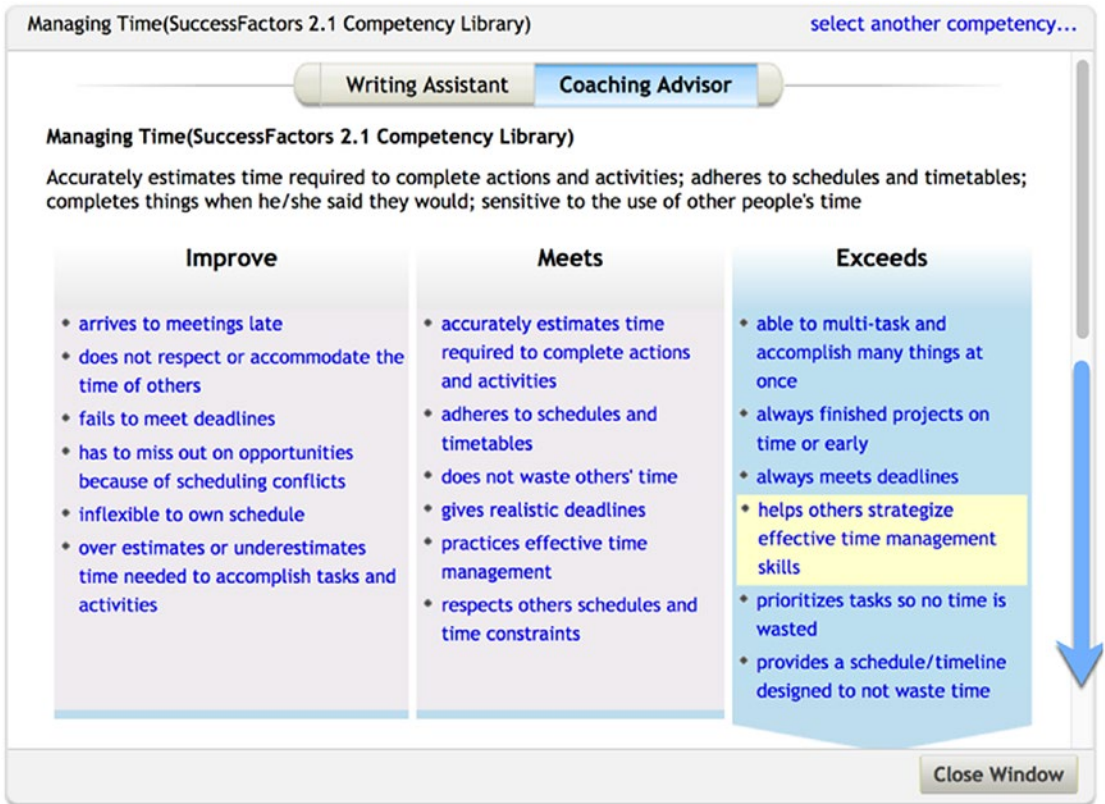 Managing Time(SuccessFactors 2.1 Competency Library)
select another competency...
Writing Assistant
Coaching Advisor
Managing Time(SuccessFactors 2.1 Competency Library)
Accurately estimates time required to complete actions and activities; adheres to schedules and timetables;
completes things when he/she said they would; sensitive to the use of other people's time
Improve
arrives to meetings late
does not respect or accommodate the
time of others
fails to meet deadlines
has to miss out on opportunities
because of scheduling conflicts
inflexible to own schedule
over estimates or underestimates
time needed to accomplish tasks and
activities
Meets
accurately estimates time
required to complete actions
and activities
adheres to schedules and
timetables
does not waste others' time
gives realistic deadlines
practices effective time
management
respects others schedules and
time constraints
Exceeds
able to multi-task and
accomplish many things at
once
always finished projects on
time or early
always meets deadlines
helps others strategize
effective time management
skills
prioritizes tasks so no time is
wasted
provides a schedule/timeline
designed to not waste time
Close Window